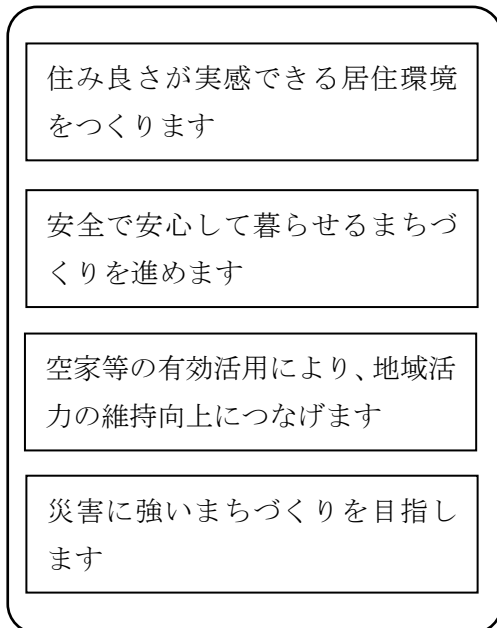 住み良さが実感できる居住環境
をつくります
安全で安心して暮らせるまちづ
くりを進めます
空家等の有効活用により、地域活
力の維持向上につなげます
災害に強いまちづくりを目指し
ます